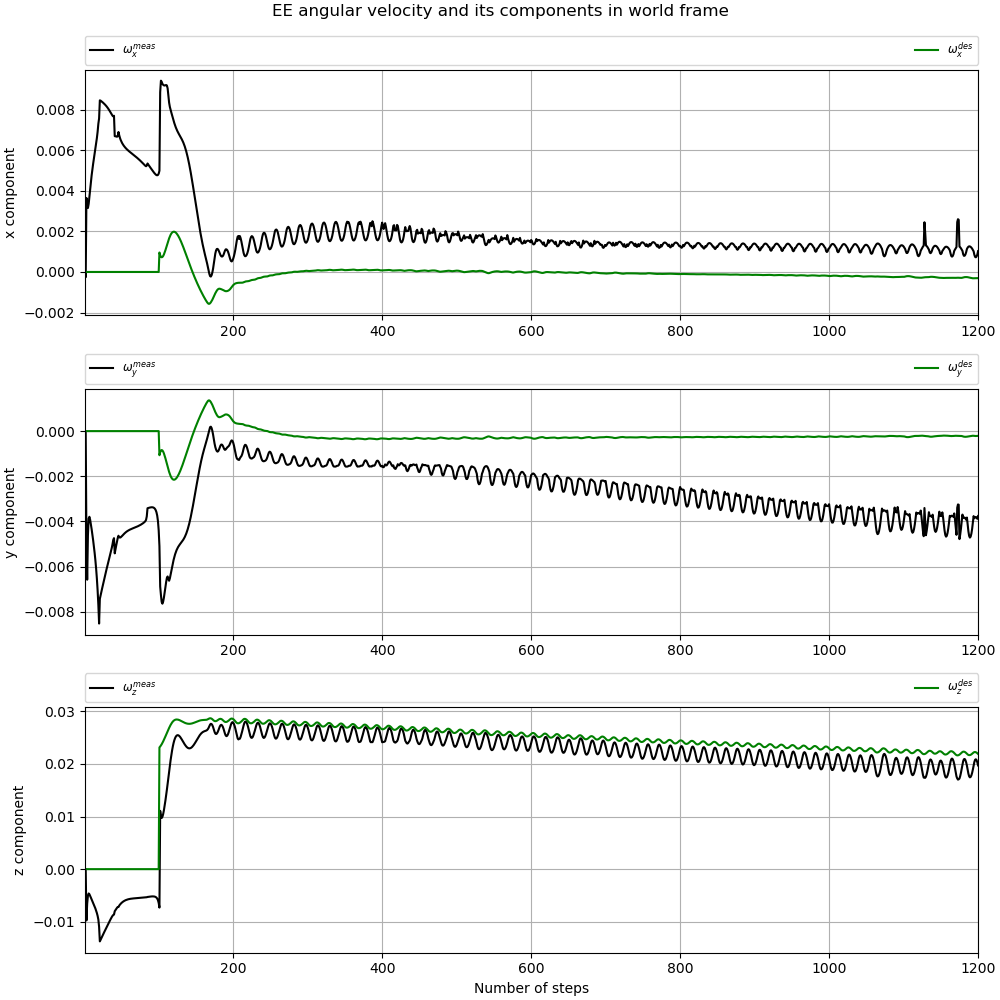 EE angular velocity and its components in world frame
ω_x^meas ω_x^des
0.008
0.006
0.004
0.002
0.000
−0.002
x component
200 400 600 800 1000 1200
ω_y^meas ω_y^des
0.000
−0.002
−0.004
−0.006
−0.008
y component
200 400 600 800 1000 1200
ω_z^meas ω_z^des
0.03
0.02
0.01
0.00
−0.01
z component
200 400 600 800 1000 1200
Number of steps